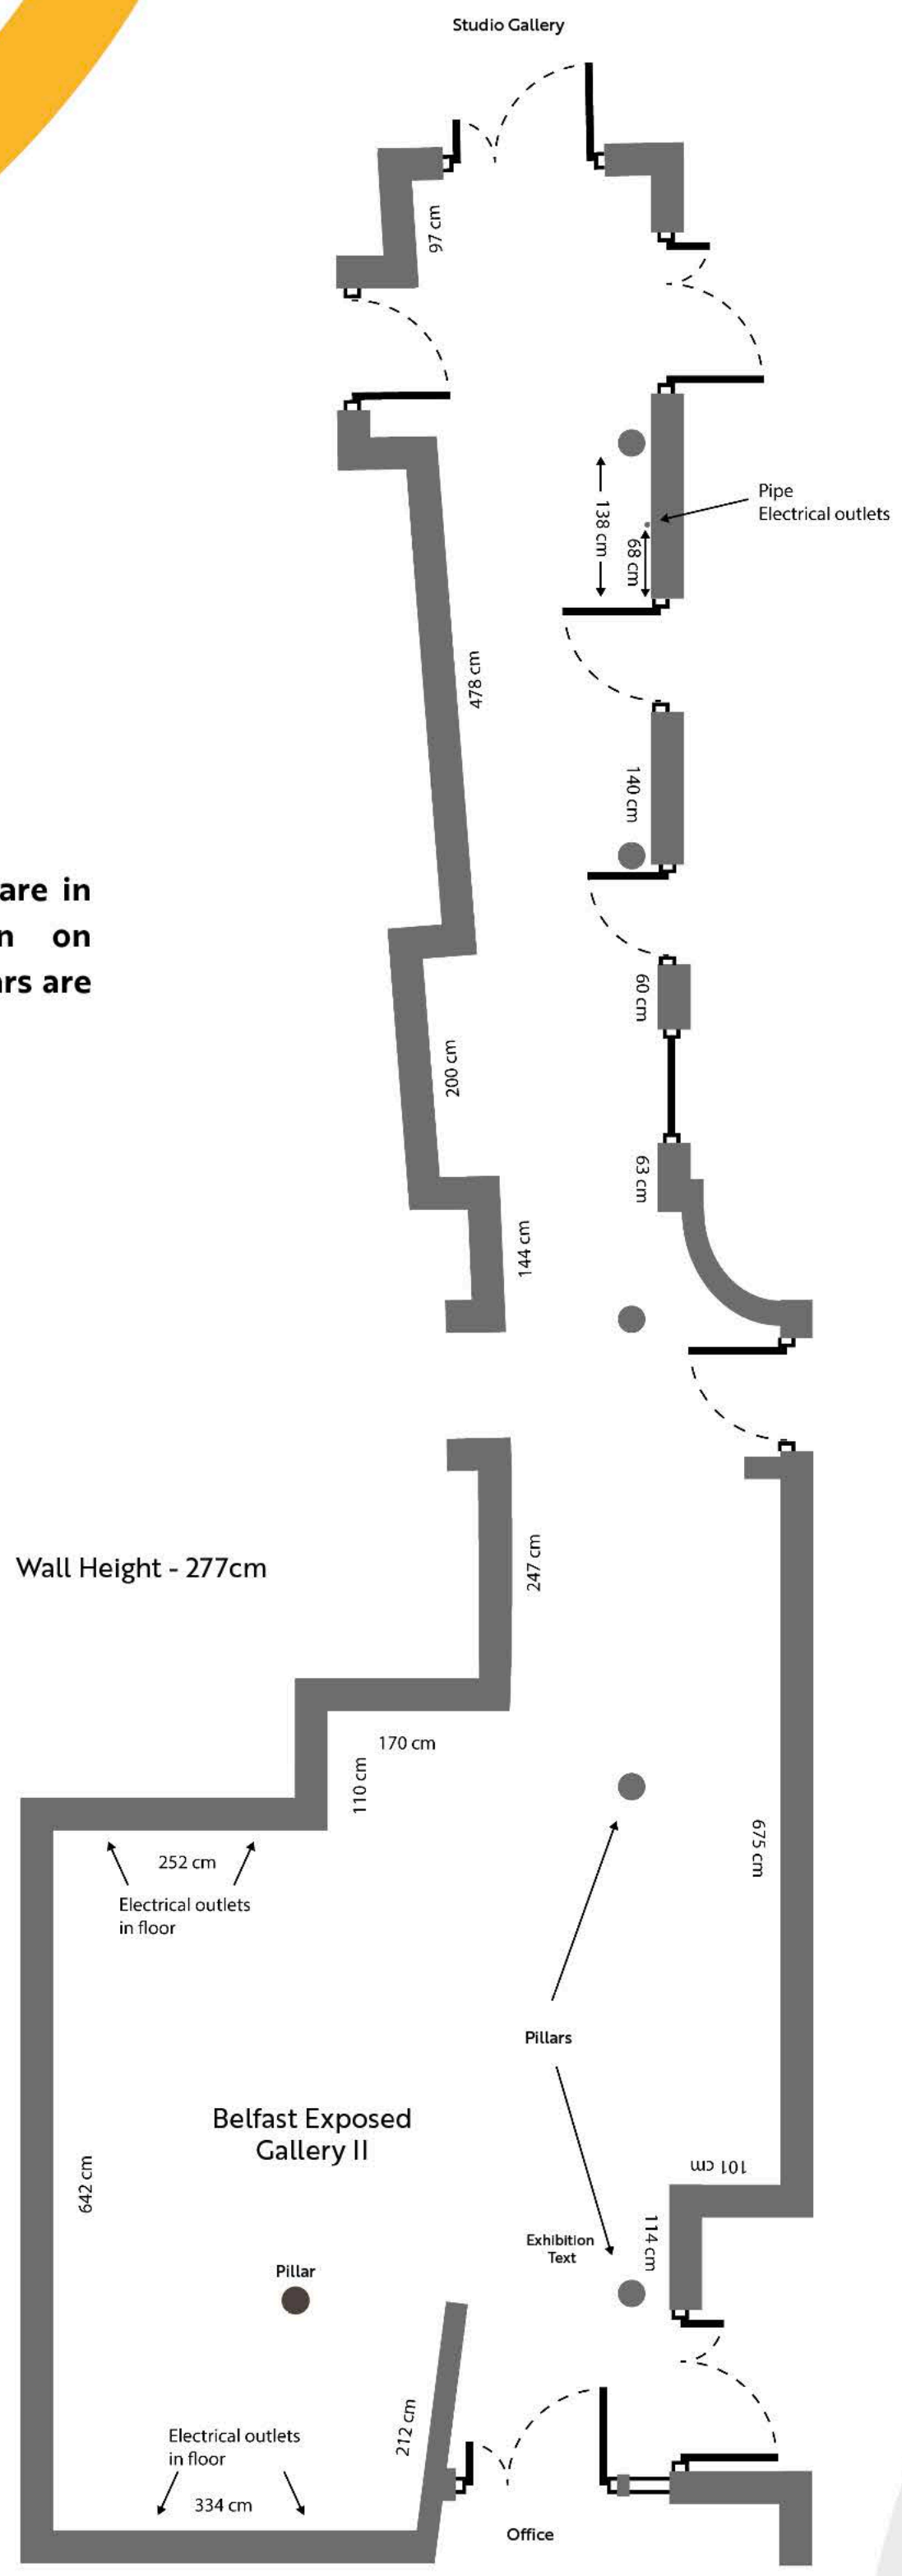 Studio Gallery
97 cm
Pipe
Electrical outlets
138 cm
68 cm
478 cm
140 cm
are in
on
are
60 cm
200 cm
63 cm
144 cm
247 cm
Wall Height - 277cm
170 cm
110 cm
675 cm
252 cm
Electrical outlets
in floor
Pillars
Belfast Exposed
Gallery II
642 cm
101 cm
114 cm
Exhibition
Text
Pillar
212 cm
Electrical outlets
in floor
334 cm
Office